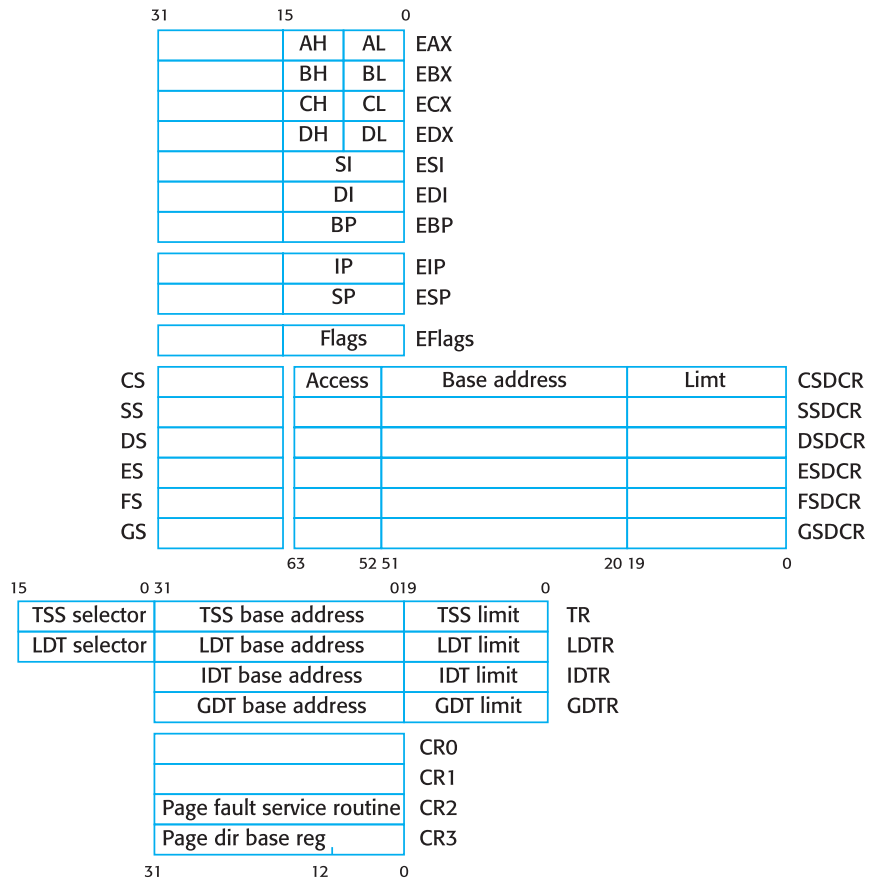 31 15 0
AH AL EAX
BH BL EBX
CH CL ECX
DH DL EDX
SI ESI
DI EDI
BP EBP
IP EIP
SP ESP
Flags EFlags
CS Access Base address Limt CSDCR
SS SSDCR
DS DSDCR
ES ESDCR
FS FSDCR
GS GSDCR
63 52 51 20 19 0
15 0 31 0 19 0
TSS selector TSS base address TSS limit TR
LDT selector LDT base address LDT limit LDTR
IDT base address IDT limit IDTR
GDT base address GDT limit GDTR
CR0
CR1
Page fault service routine CR2
Page dir base reg CR3
31 12 0